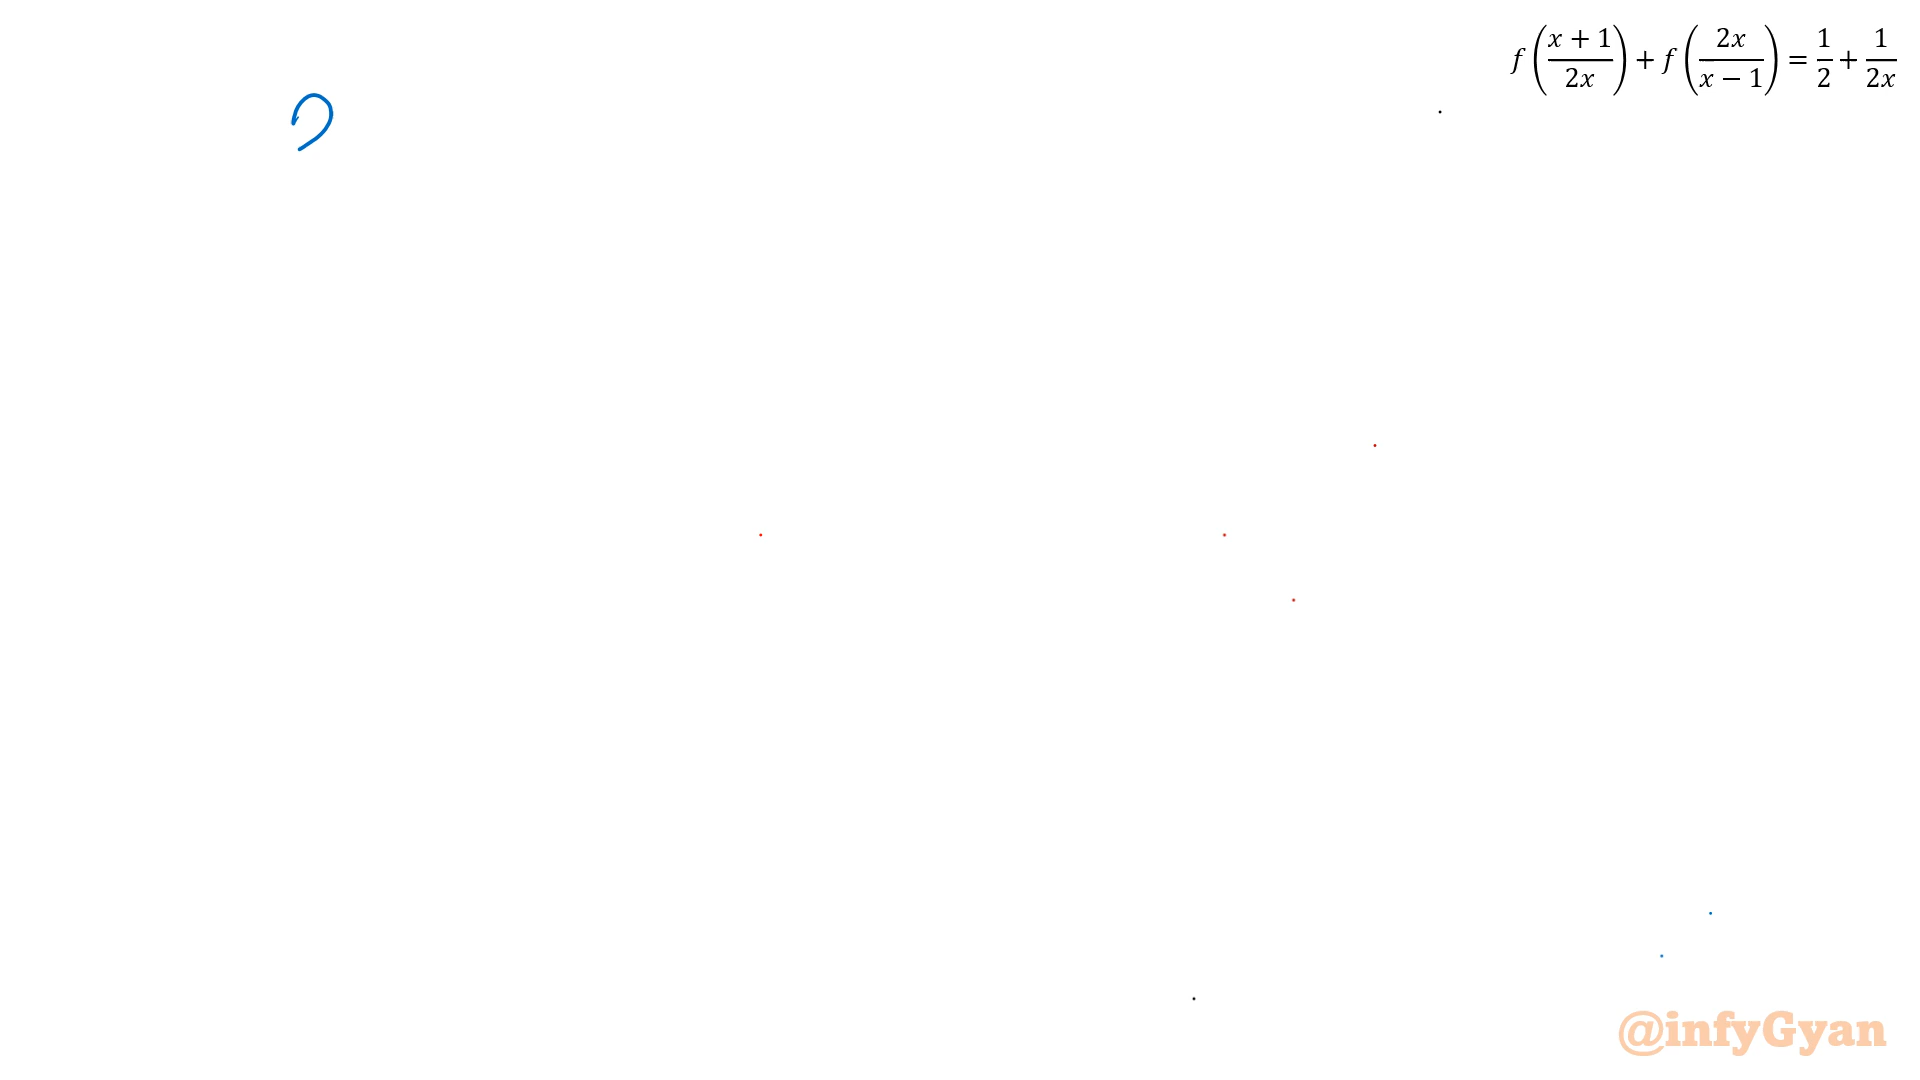 f((x+1)/(2x)) + f(2x/(x−1)) = 1/2 + 1/(2x)
@infyGyan